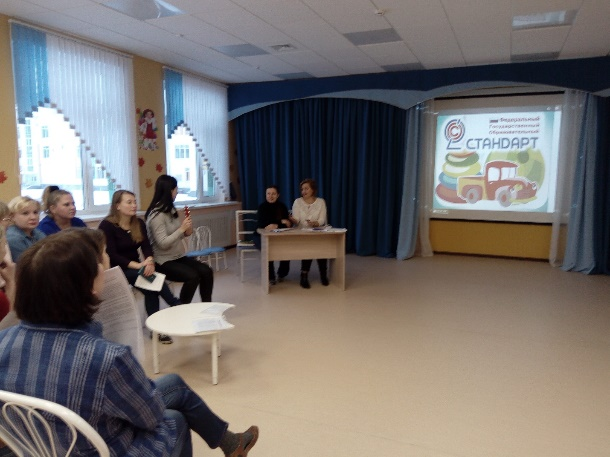 Федеральный
Государственный
Образовательный
СТАНДАРТ